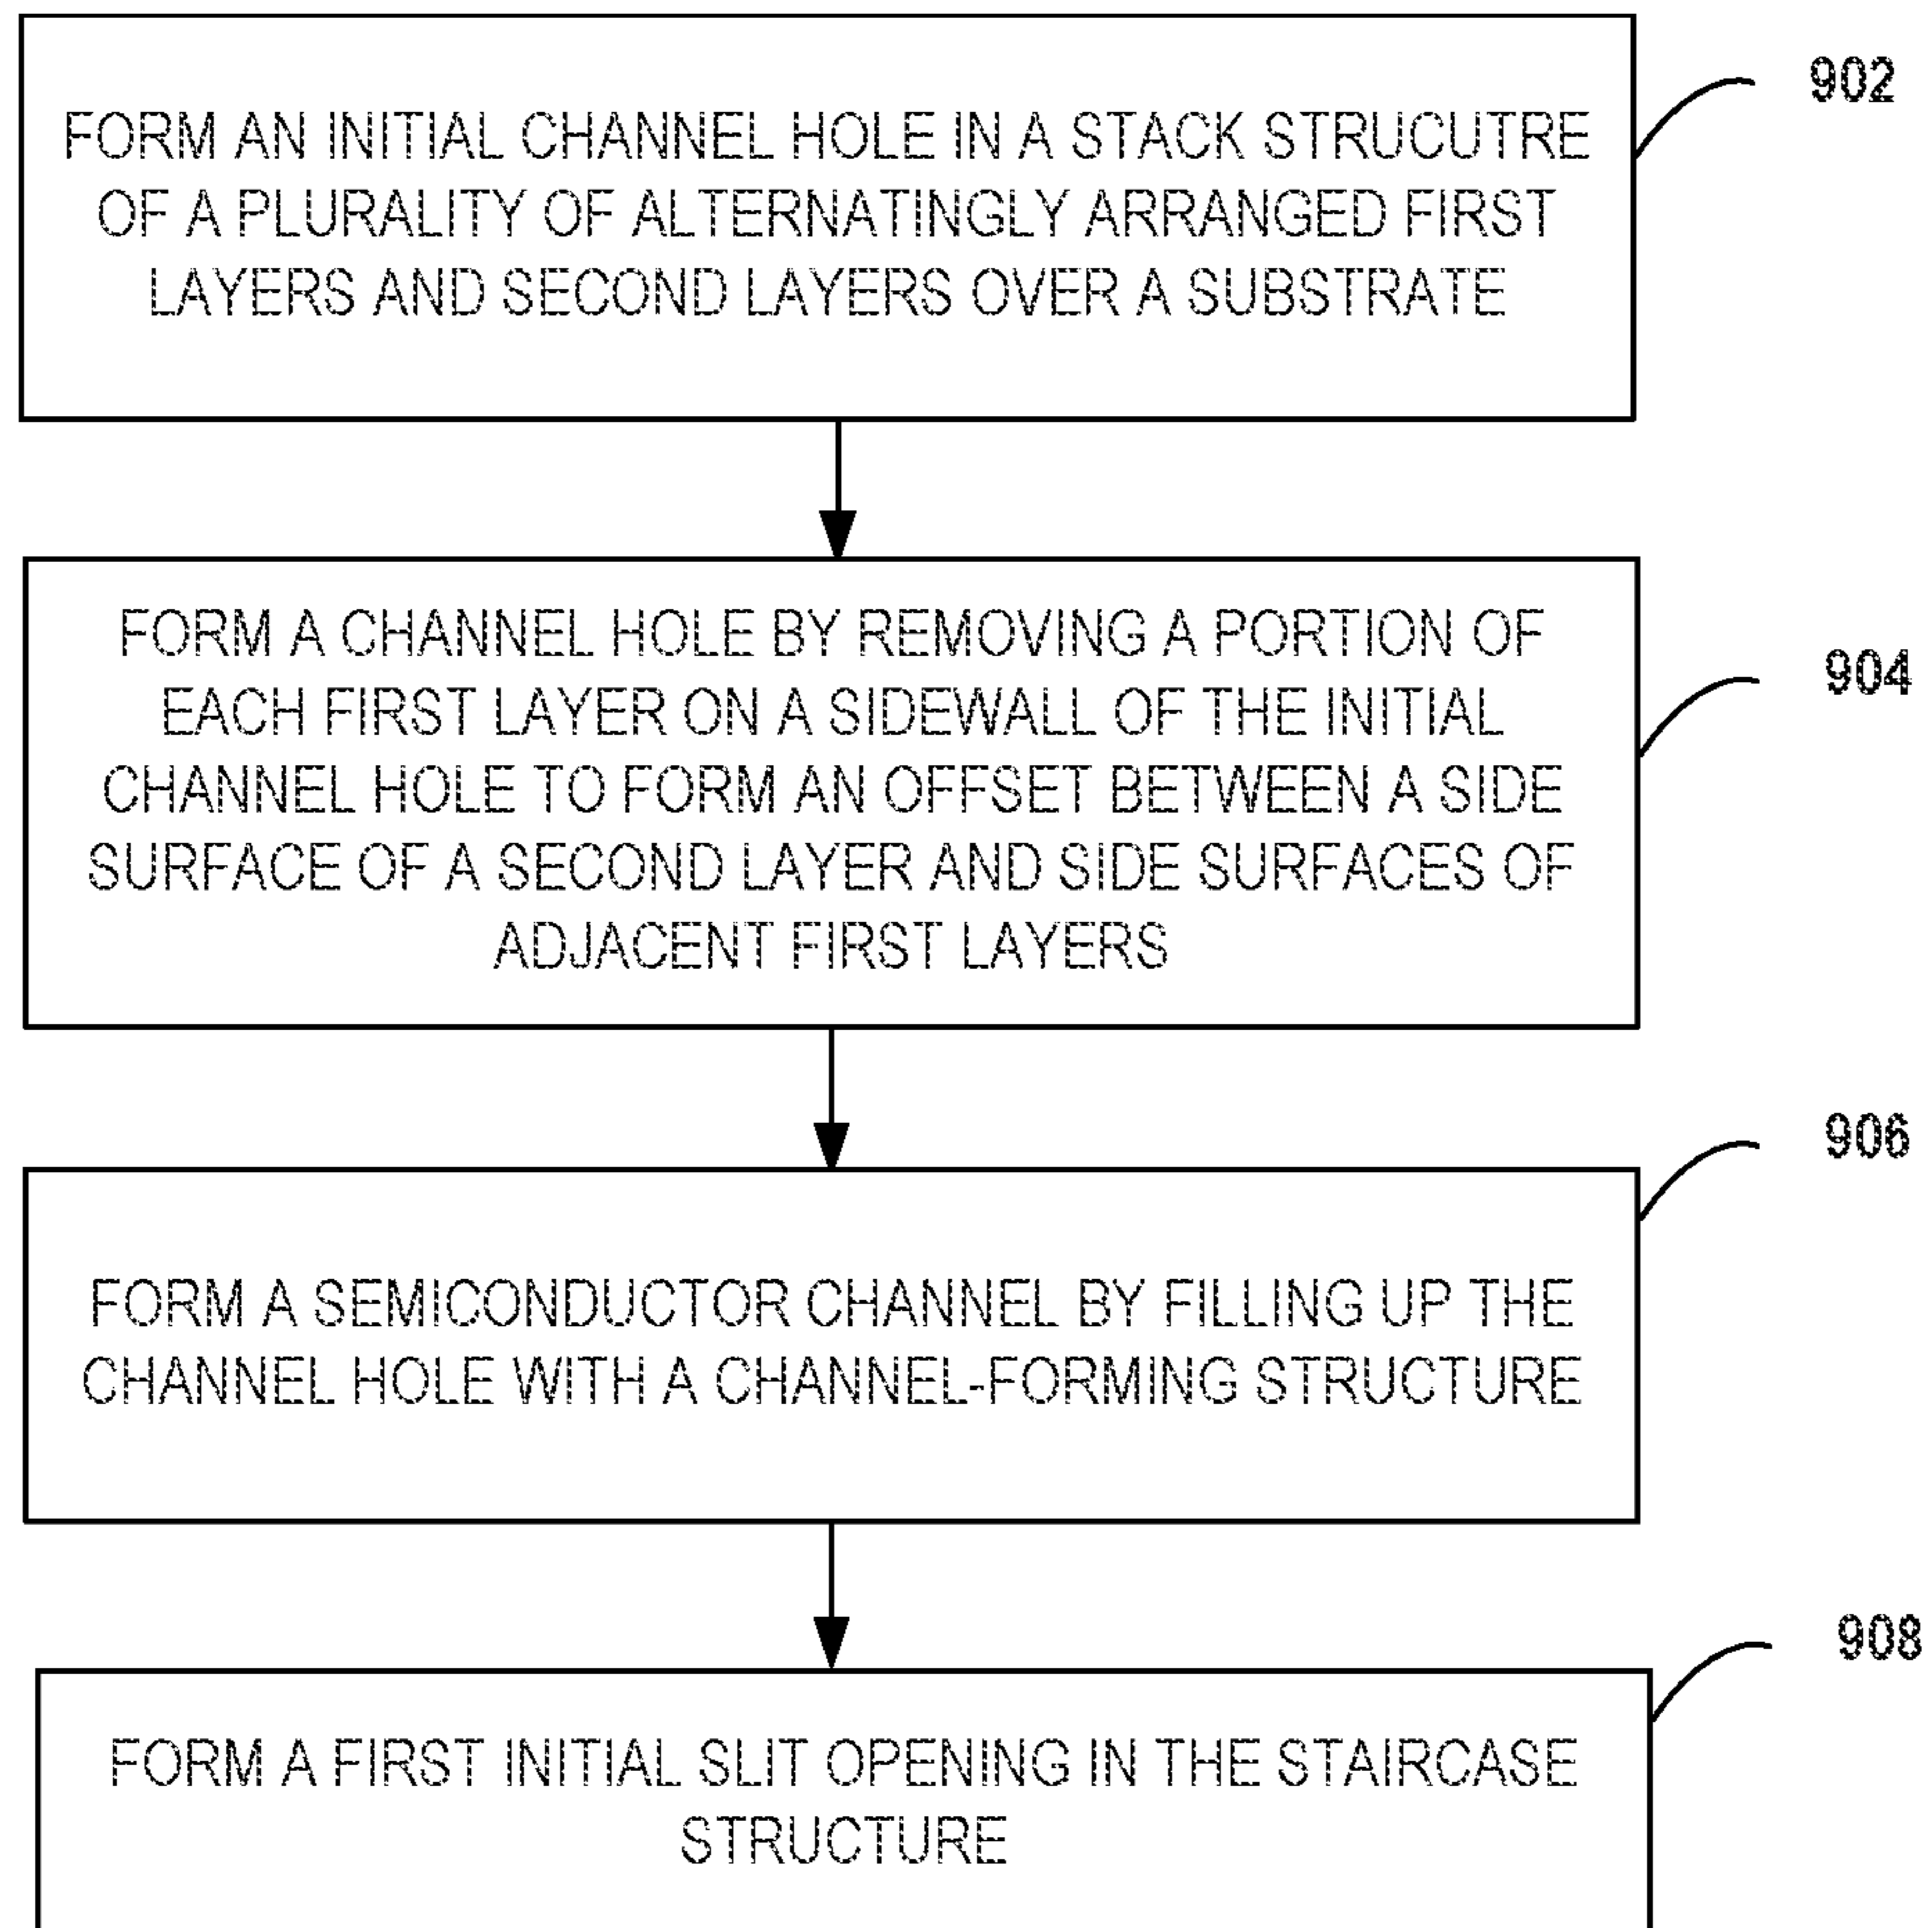 902
FORM AN INITIAL CHANNEL HOLE IN A STACK STRUCUTRE
OF A PLURALITY OF ALTERNATINGLY ARRANGED FIRST
LAYERS AND SECOND LAYERS OVER A SUBSTRATE
904
FORM A CHANNEL HOLE BY REMOVING A PORTION OF
EACH FIRST LAYER ON A SIDEWALL OF THE INITIAL
CHANNEL HOLE TO FORM AN OFFSET BETWEEN A SIDE
SURFACE OF A SECOND LAYER AND SIDE SURFACES OF
ADJACENT FIRST LAYERS
906
FORM A SEMICONDUCTOR CHANNEL BY FILLING UP THE
CHANNEL HOLE WITH A CHANNEL-FORMING STRUCTURE
908
FORM A FIRST INITIAL SLIT OPENING IN THE STAIRCASE
STRUCTURE